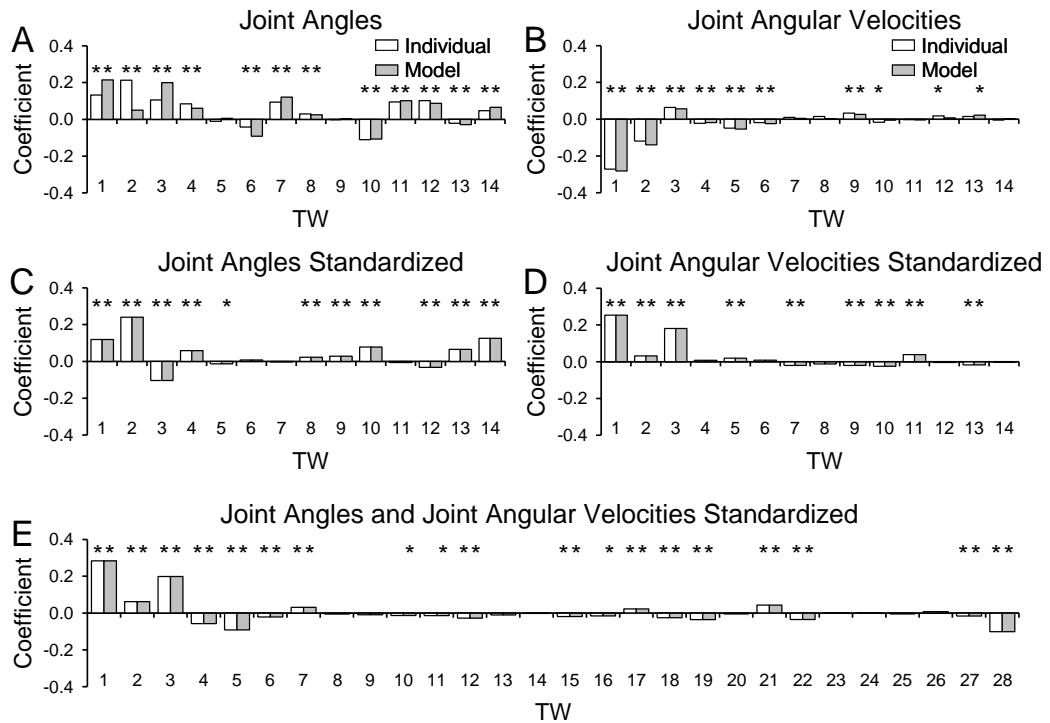 A
Joint Angles
Individual
Model
Coefficient
0.4
0.2
0.0
-0.2
-0.4
** ** ** ** ** ** ** ** ** ** ** **
1 2 3 4 5 6 7 8 9 10 11 12 13 14
TW
B
Joint Angular Velocities
Individual
Model
Coefficient
0.4
0.2
0.0
-0.2
-0.4
** ** ** ** ** ** ** * * *
1 2 3 4 5 6 7 8 9 10 11 12 13 14
TW
C
Joint Angles Standardized
Coefficient
0.4
0.2
0.0
-0.2
-0.4
** ** ** ** * ** ** ** ** ** **
1 2 3 4 5 6 7 8 9 10 11 12 13 14
TW
D
Joint Angular Velocities Standardized
Coefficient
0.4
0.2
0.0
-0.2
-0.4
** ** ** ** ** ** ** ** **
1 2 3 4 5 6 7 8 9 10 11 12 13 14
TW
E
Joint Angles and Joint Angular Velocities Standardized
Coefficient
0.4
0.2
0.0
-0.2
-0.4
** ** ** ** ** ** ** * * ** ** * ** ** ** ** ** ** **
1 2 3 4 5 6 7 8 9 10 11 12 13 14 15 16 17 18 19 20 21 22 23 24 25 26 27 28
TW